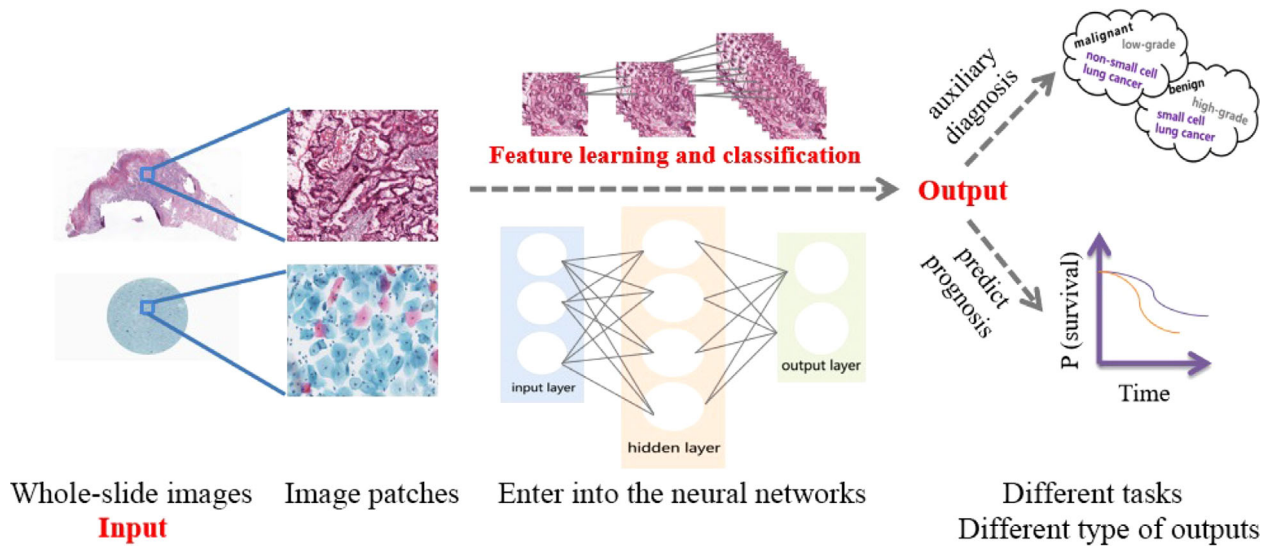 malignant
low-grade
non-small cell
lung cancer
benign
high-grade
small cell
lung cancer
auxiliary
diagnosis
Feature learning and classification
Output
predict
prognosis
input layer
hidden layer
output layer
P (survival)
Time
Whole-slide images
Input
Image patches
Enter into the neural networks
Different tasks
Different type of outputs